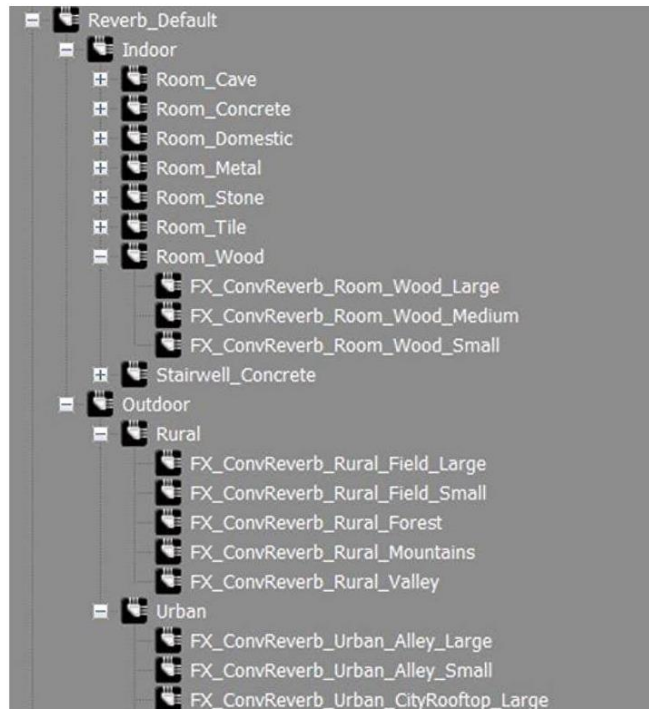 Reverb_Default
Indoor
Room_Cave
Room_Concrete
Room_Domestic
Room_Metal
Room_Stone
Room_Tile
Room_Wood
FX_ConvReverb_Room_Wood_Large
FX_ConvReverb_Room_Wood_Medium
FX_ConvReverb_Room_Wood_Small
Stairwell_Concrete
Outdoor
Rural
FX_ConvReverb_Rural_Field_Large
FX_ConvReverb_Rural_Field_Small
FX_ConvReverb_Rural_Forest
FX_ConvReverb_Rural_Mountains
FX_ConvReverb_Rural_Valley
Urban
FX_ConvReverb_Urban_Alley_Large
FX_ConvReverb_Urban_Alley_Small
FX_ConvReverb_Urban_CityRooftop_Large